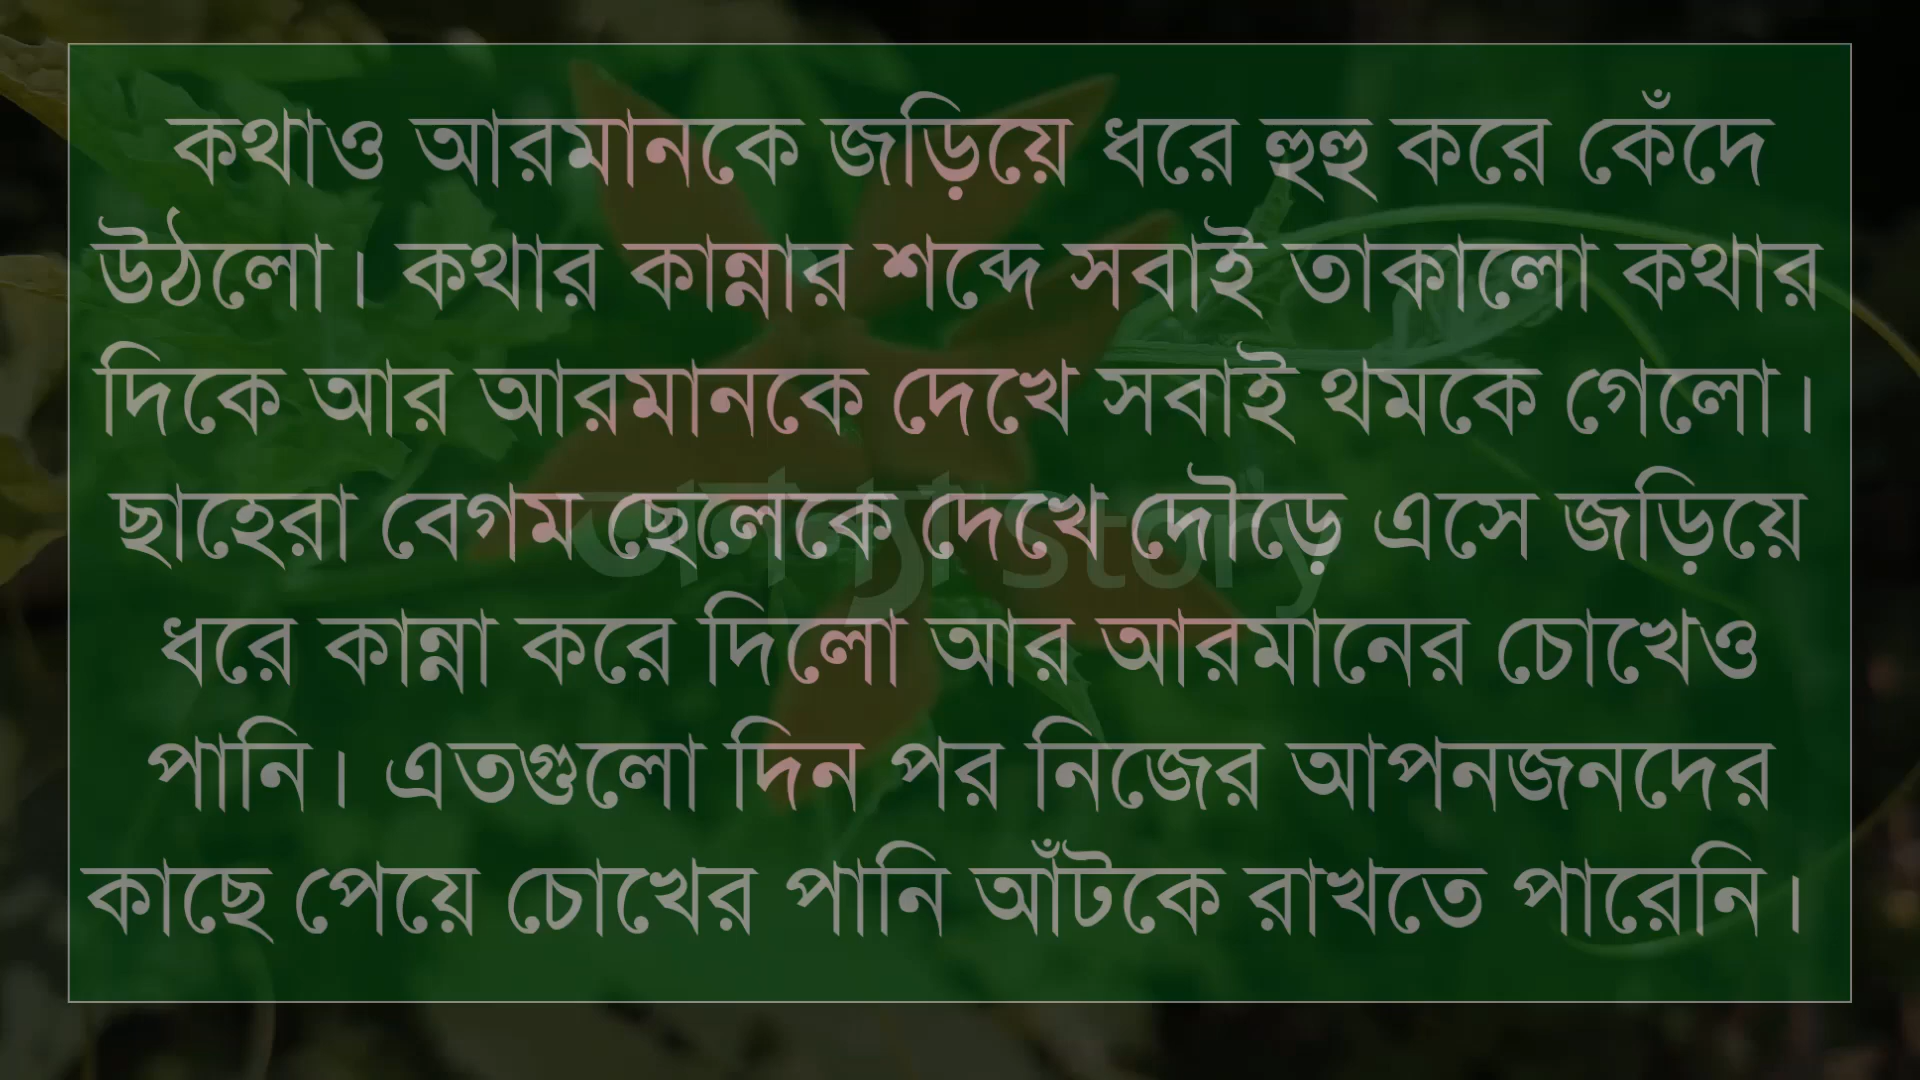 কথাও আরমানকে জড়িয়ে ধরে হুহু করে কেঁদে
উঠলো। কথার কান্নার শব্দে সবাই তাকালো কথার
দিকে আর আরমানকে দেখে সবাই থমকে গেলো।
ছাহেরা বেগম ছেলেকে দেখে দৌড়ে এসে জড়িয়ে
ধরে কান্না করে দিলো আর আরমানের চোখেও
পানি। এতগুলো দিন পর নিজের আপনজনদের
কাছে পেয়ে চোখের পানি আঁটকে রাখতে পারেনি।